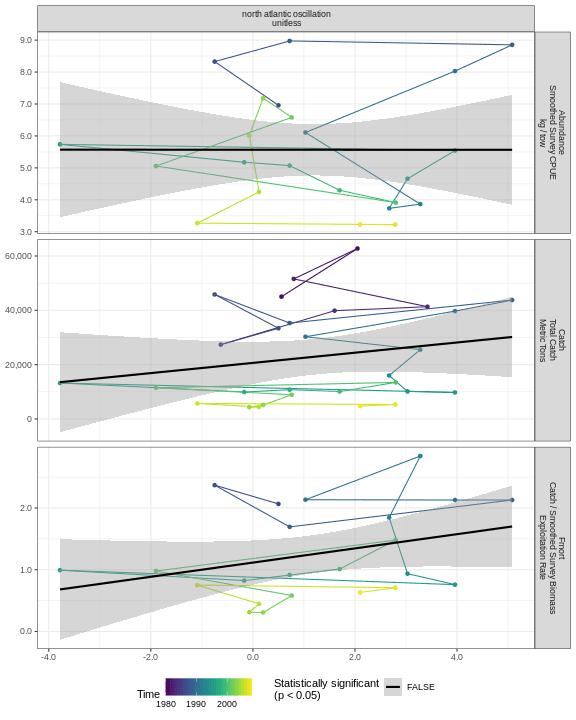 north atlantic oscillation
unitless
9.0
8.0
7.0
6.0
5.0
4.0
3.0
Abundance
Smoothed Survey CPUE
kg / tow
60,000
40,000
20,000
0
Catch
Total Catch
Metric Tons
2.0
1.0
0.0
Fmort
Catch / Smoothed Survey Biomass
Exploitation Rate
-4.0
-2.0
0.0
2.0
4.0
Time
1980
1990
2000
Statistically significant
(p < 0.05)
FALSE